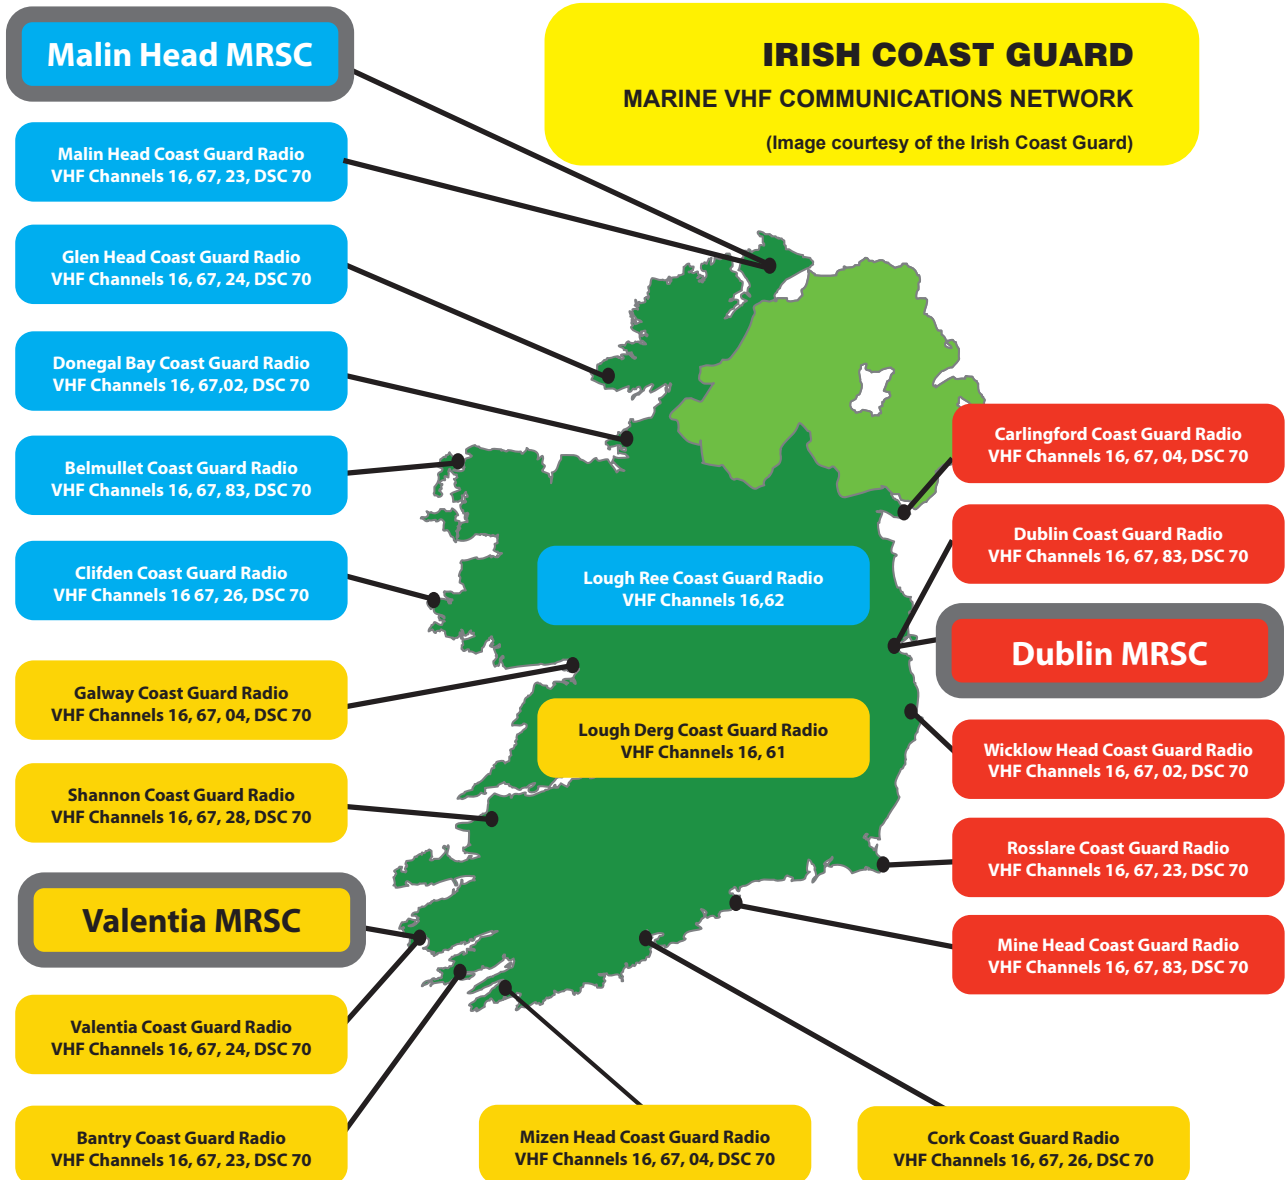 Malin Head MRSC
IRISH COAST GUARD
MARINE VHF COMMUNICATIONS NETWORK
(Image courtesy of the Irish Coast Guard)
Malin Head Coast Guard Radio
VHF Channels 16, 67, 23, DSC 70
Glen Head Coast Guard Radio
VHF Channels 16, 67, 24, DSC 70
Donegal Bay Coast Guard Radio
VHF Channels 16, 67,02, DSC 70
Belmullet Coast Guard Radio
VHF Channels 16, 67, 83, DSC 70
Clifden Coast Guard Radio
VHF Channels 16 67, 26, DSC 70
Galway Coast Guard Radio
VHF Channels 16, 67, 04, DSC 70
Shannon Coast Guard Radio
VHF Channels 16, 67, 28, DSC 70
Valentia MRSC
Valentia Coast Guard Radio
VHF Channels 16, 67, 24, DSC 70
Bantry Coast Guard Radio
VHF Channels 16, 67, 23, DSC 70
Lough Ree Coast Guard Radio
VHF Channels 16,62
Lough Derg Coast Guard Radio
VHF Channels 16, 61
Mizen Head Coast Guard Radio
VHF Channels 16, 67, 04, DSC 70
Carlingford Coast Guard Radio
VHF Channels 16, 67, 04, DSC 70
Dublin Coast Guard Radio
VHF Channels 16, 67, 83, DSC 70
Dublin MRSC
Wicklow Head Coast Guard Radio
VHF Channels 16, 67, 02, DSC 70
Rosslare Coast Guard Radio
VHF Channels 16, 67, 23, DSC 70
Mine Head Coast Guard Radio
VHF Channels 16, 67, 83, DSC 70
Cork Coast Guard Radio
VHF Channels 16, 67, 26, DSC 70